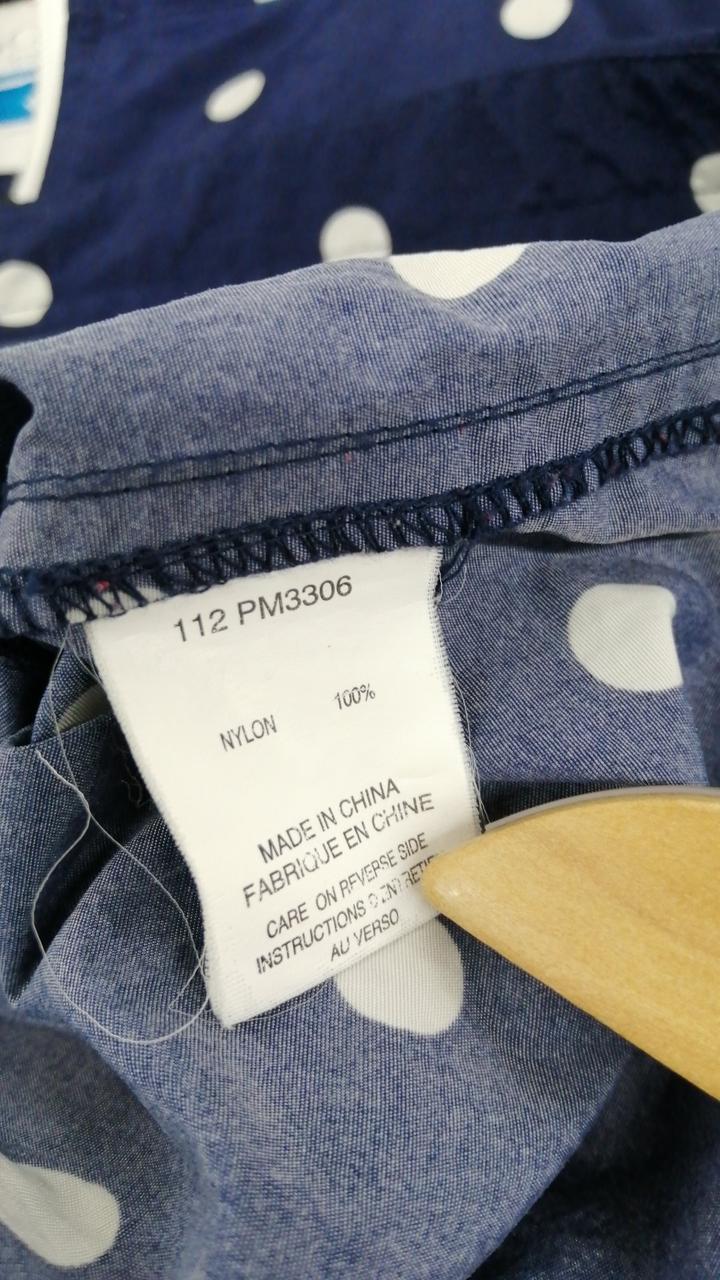 112 PM3306
NYLON 100%
MADE IN CHINA
FABRIQUE EN CHINE
CARE ON REVERSE SIDE
INSTRUCTIONS
AU VERSO